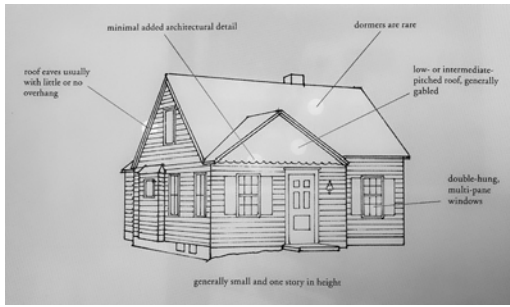 minimal added architectural detail
dormers are rare
roof eaves usually
with little or no
overhang
low- or intermediate-
pitched roof, generally
gabled
double-hung,
multi-pane
windows
generally small and one story in height